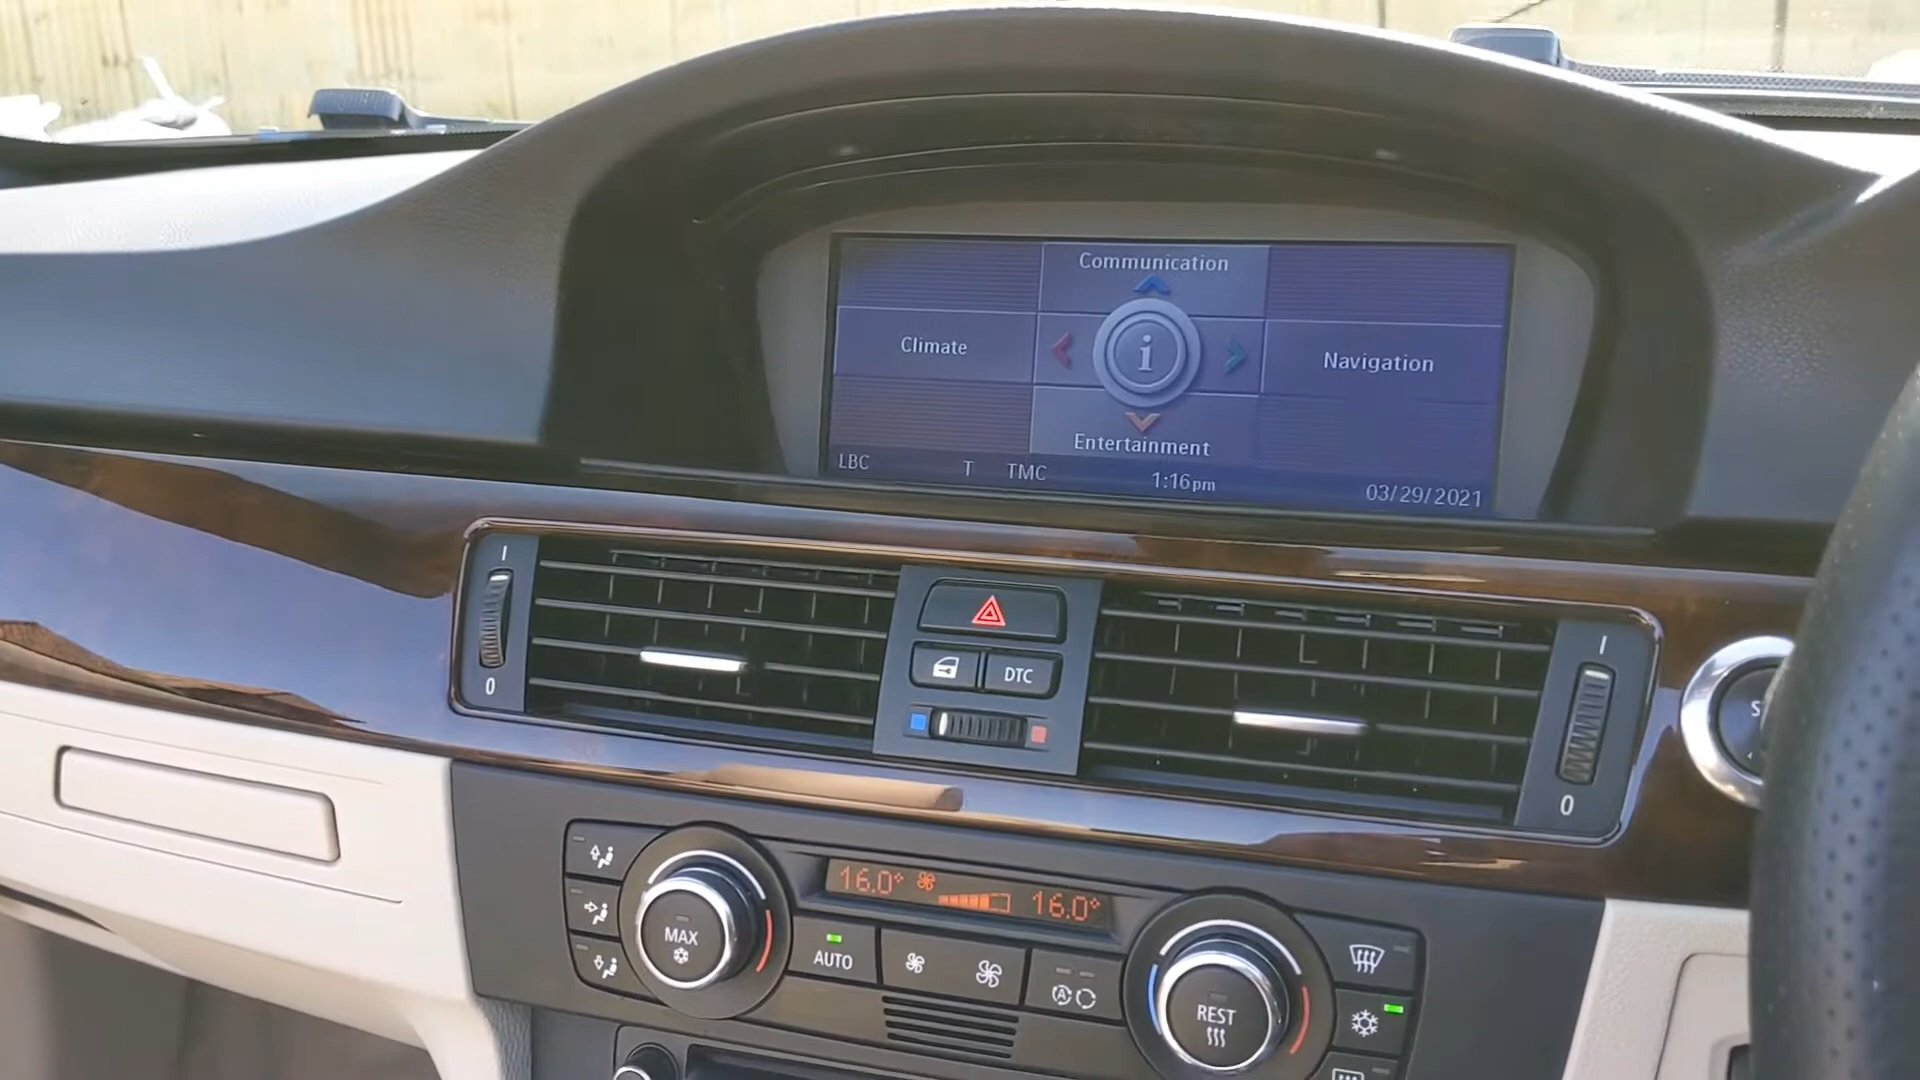 Communication
Climate
i
Navigation
Entertainment
LBC T TMC 1:16pm 03/29/2021
I
I
DTC
0
0
16.0° 16.0°
MAX
AUTO
A
REST